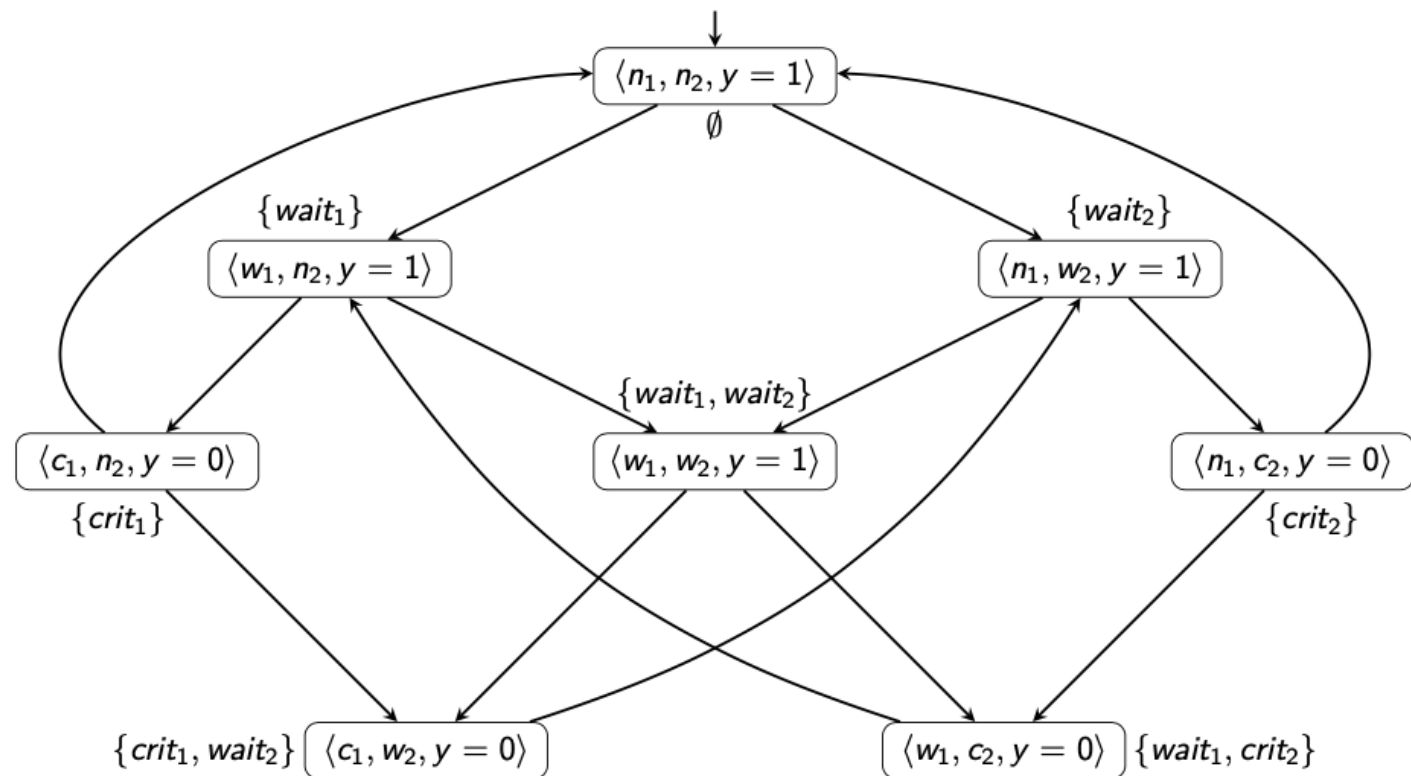 ⟨n₁, n₂, y = 1⟩
∅
{wait₁}
{wait₂}
⟨w₁, n₂, y = 1⟩
⟨n₁, w₂, y = 1⟩
{wait₁, wait₂}
⟨c₁, n₂, y = 0⟩
⟨w₁, w₂, y = 1⟩
⟨n₁, c₂, y = 0⟩
{crit₁}
{crit₂}
{crit₁, wait₂}
⟨c₁, w₂, y = 0⟩
⟨w₁, c₂, y = 0⟩
{wait₁, crit₂}